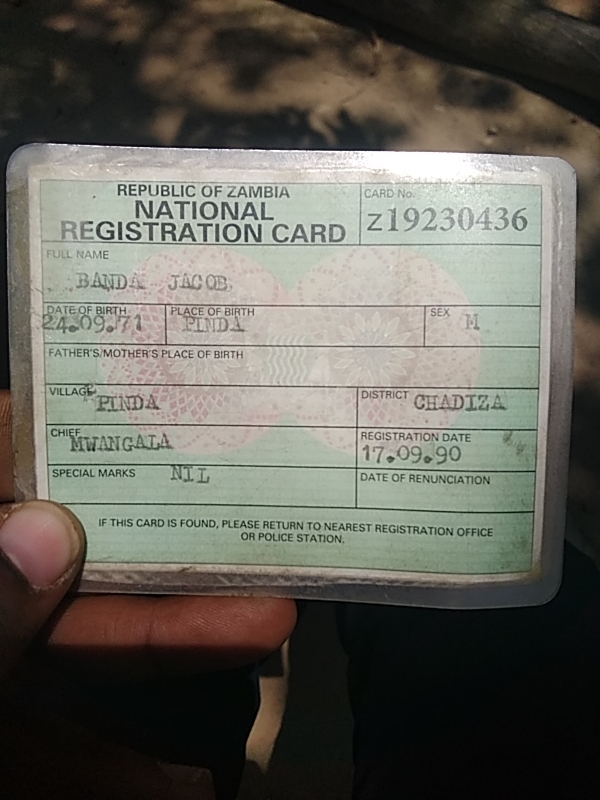 REPUBLIC OF ZAMBIA
NATIONAL
REGISTRATION CARD
CARD No.
Z19230436
FULL NAME
BANDA JACOB
DATE OF BIRTH
24.09.71
PLACE OF BIRTH
PINDA
SEX
M
FATHER'S/MOTHER'S PLACE OF BIRTH
VILLAGE
PINDA
DISTRICT
CHADIZA
CHIEF
MWANGALA
REGISTRATION DATE
17.09.90
SPECIAL MARKS
NIL
DATE OF RENUNCIATION
IF THIS CARD IS FOUND, PLEASE RETURN TO NEAREST REGISTRATION OFFICE
OR POLICE STATION.